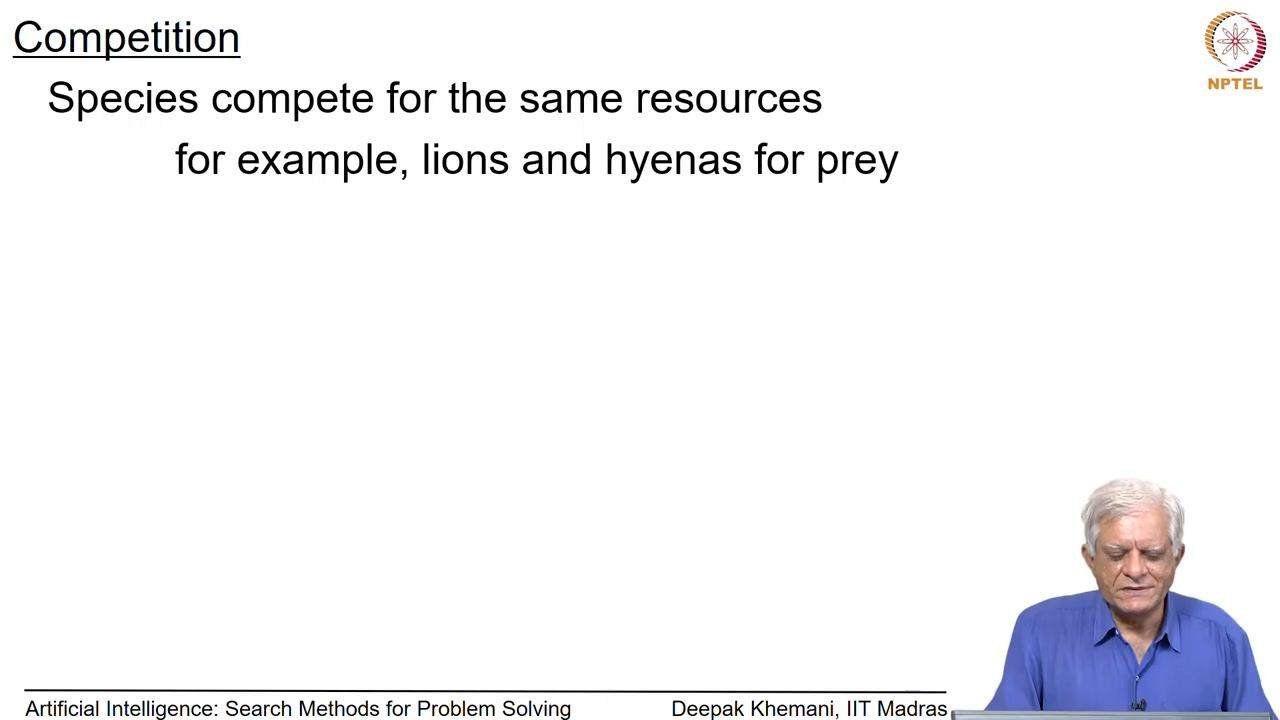 Competition
NPTEL
Species compete for the same resources
for example, lions and hyenas for prey
Artificial Intelligence: Search Methods for Problem Solving
Deepak Khemani, IIT Madras